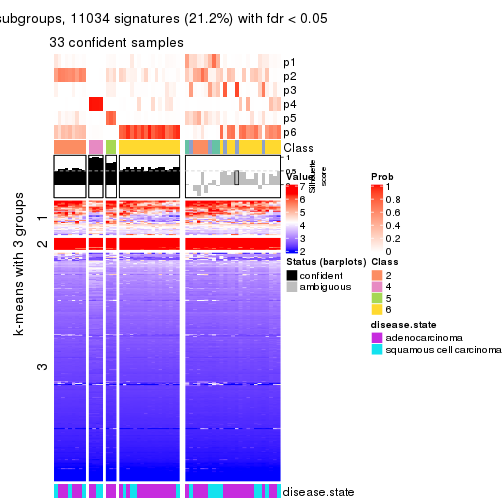 subgroups, 11034 signatures (21.2%) with fdr < 0.05
33 confident samples
p1
p2
p3
p4
p5
p6
Class
1
0.5
Silhouette
score
k-means with 3 groups
1
2
3
Value
7
6
5
4
3
2
Prob
1
0.8
0.6
0.4
0.2
0
Status (barplots)
confident
ambiguous
Class
2
4
5
6
disease.state
adenocarcinoma
squamous cell carcinoma
disease.state